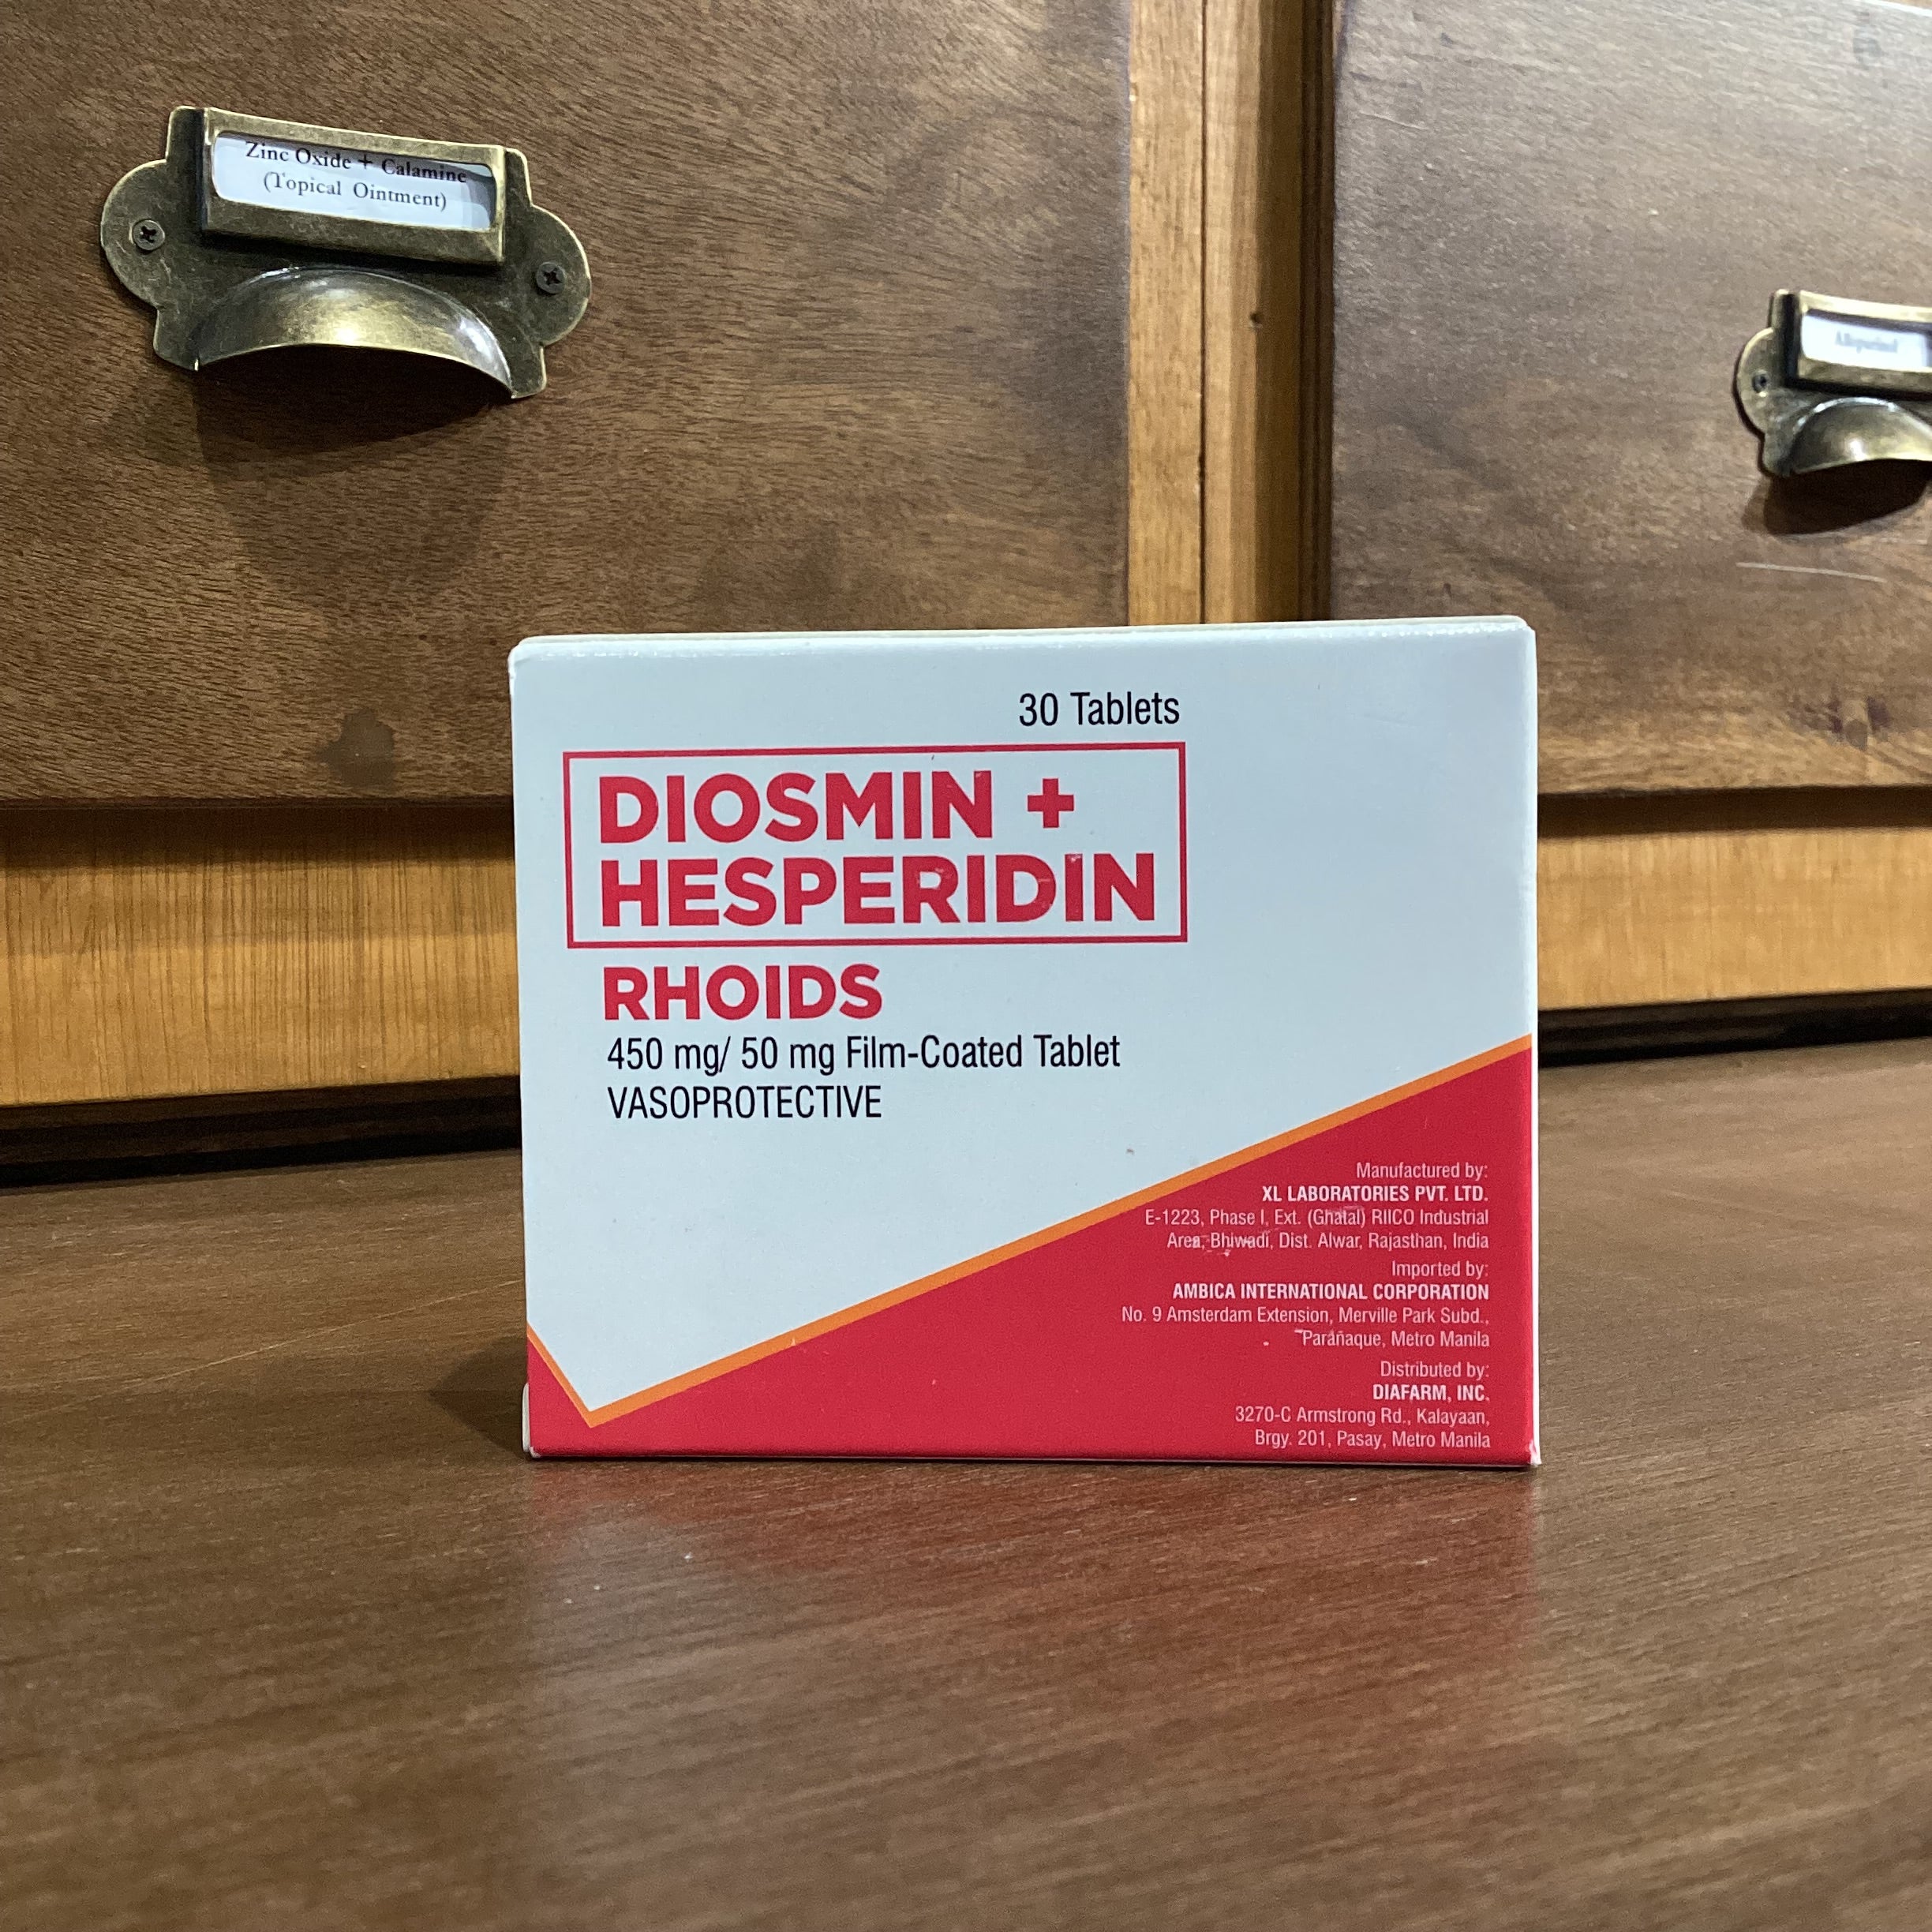 Zinc Oxide + Calamine
(Topical Ointment)
30 Tablets
DIOSMIN +
HESPERIDIN
RHOIDS
450 mg/ 50 mg Film-Coated Tablet
VASOPROTECTIVE
Manufactured by:
XL LABORATORIES PVT. LTD.
E-1223, Phase I, Ext. (Ghatal) RIICO Industrial
Area, Bhiwadi, Dist. Alwar, Rajasthan, India
Imported by:
AMBICA INTERNATIONAL CORPORATION
No. 9 Amsterdam Extension, Merville Park Subd.,
Parañaque, Metro Manila
Distributed by:
DIAFARM, INC.
3270-C Armstrong Rd., Kalayaan,
Brgy. 201, Pasay, Metro Manila